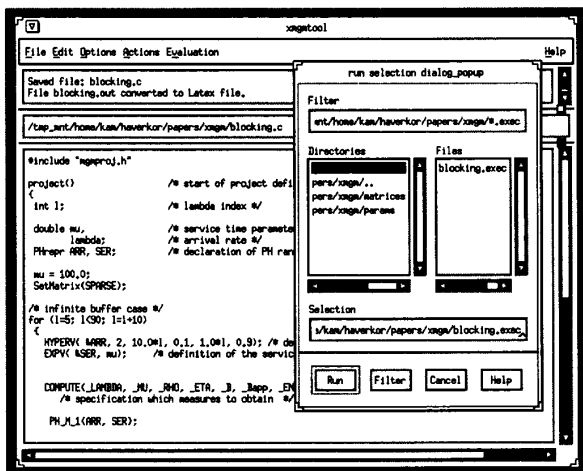 xmgmtool
File Edit Options Actions Evaluation Help
Saved file: blocking.c
File blocking.out converted to Latex file.
/tmp_mnt/home/kam/haverkor/papers/xmgm/blocking.c
#include "mgmproj.h"
project() /* start of project defi
{
int l; /* lambda index */
double mu, /* service time paramete
lambda; /* arrival rate */
PHrepr ARR, SER; /* declaration of PH ran
mu = 100.0;
SetMatrix(SPARSE);
/* infinite buffer case */
for (l=5; l<90; l=l+10)
{
HYPERV( &ARR, 2, 10.0*l, 0.1, 1.0*l, 0.9); /* de
EXPV( &SER, mu); /* definition of the servic
COMPUTE(_LAMBDA, _MU, _RHO, _ETA, _B, _Bapp, _EN
/* specification which measures to obtain */
PH_M_1(ARR, SER);
run selection dialog_popup
Filter
ent/home/kam/haverkor/papers/xmgm/*.exec
Directories Files
pers/xmgm/..
pers/xmgm/matrices
pers/xmgm/params
blocking.exec
Selection
s/kam/haverkor/papers/xmgm/blocking.exec
Run Filter Cancel Help